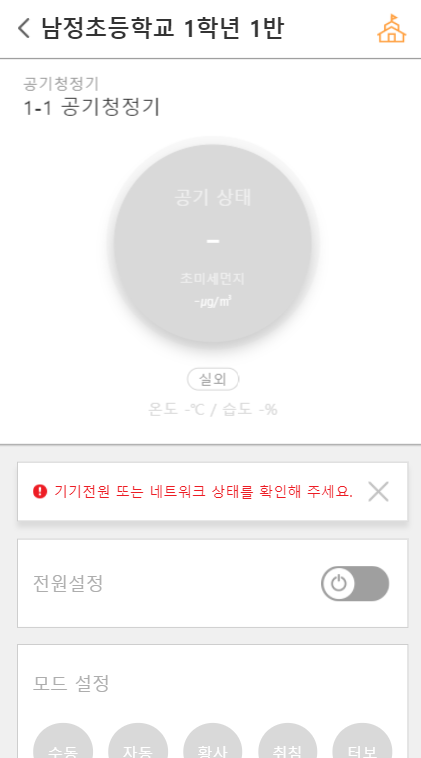 남정초등학교 1학년 1반
공기청정기
1-1 공기청정기
공기 상태
-
초미세먼지
-μg/㎥
실외
온도 -℃ / 습도 -%
기기전원 또는 네트워크 상태를 확인해 주세요.
전원설정
모드 설정
수동 자동 황사 취침 터보